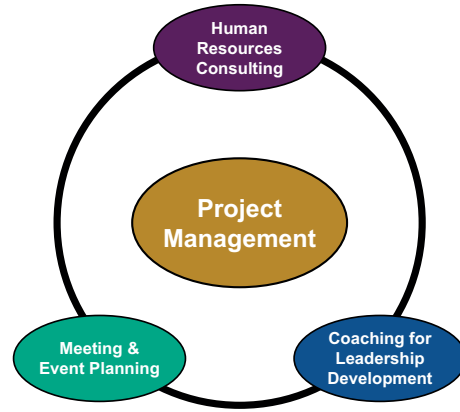 Human
Resources
Consulting
Project
Management
Meeting &
Event Planning
Coaching for
Leadership
Development